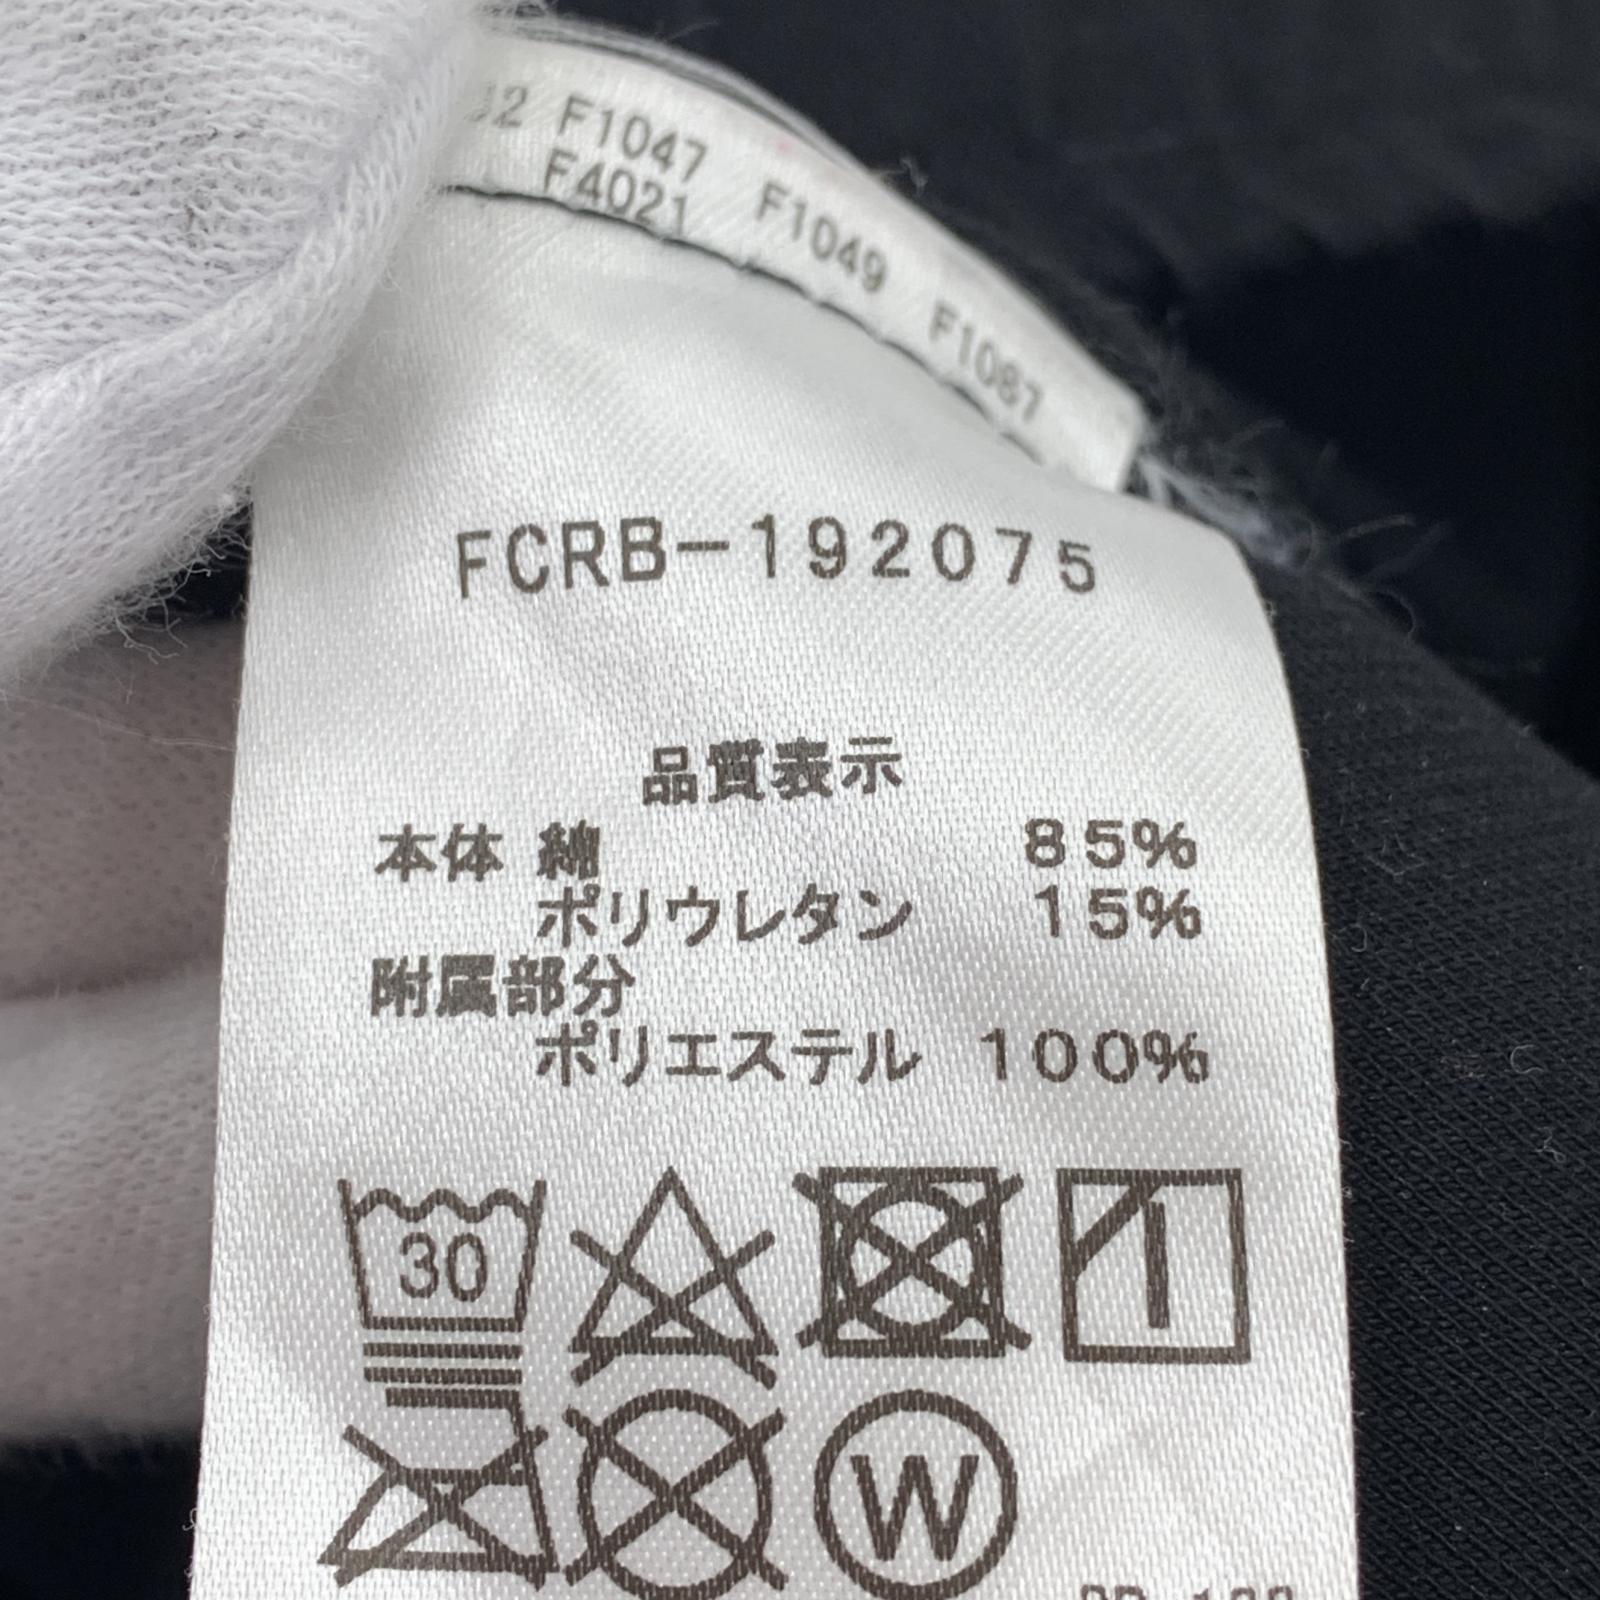 F1047 F1049 F1087
F4021
FCRB-192075
品質表示
本体 綿 85%
ポリウレタン 15%
附属部分
ポリエステル 100%
30
W